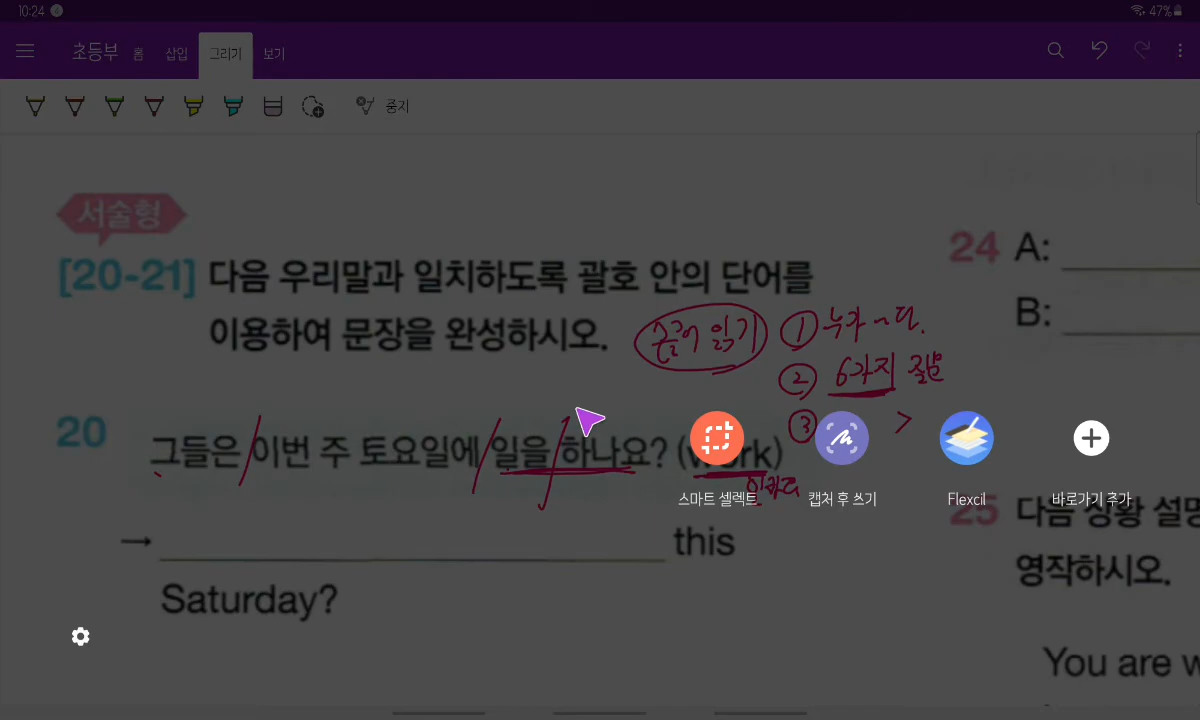 10:24
47%
초등부 홈 삽입 그리기 보기
중지
서술형
[20-21] 다음 우리말과 일치하도록 괄호 안의 단어를
이용하여 문장을 완성하시오.
끊어 읽기
① 누가 ~ 다.
② 6가지 질문
③
20
그들은 이번 주 토요일에 일을 하나요? (work)
일하다
→ this
Saturday?
24 A:
B:
스마트 셀렉트
캡처 후 쓰기
Flexcil
바로가기 추가
25 다음 상황 설명
영작하시오.
You are w